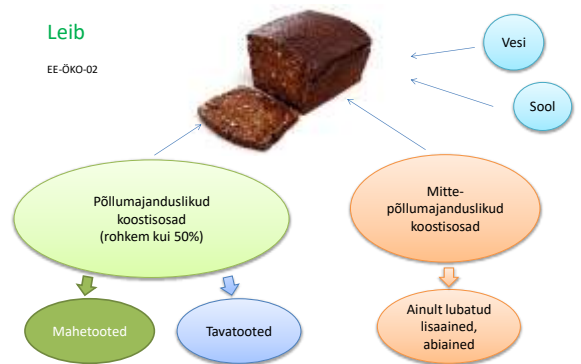 Leib
EE-ÖKO-02
Vesi
Sool
Põllumajanduslikud
koostisosad
(rohkem kui 50%)
Mitte-
põllumajanduslikud
koostisosad
Mahetooted
Tavatooted
Ainult lubatud
lisaained,
abiained